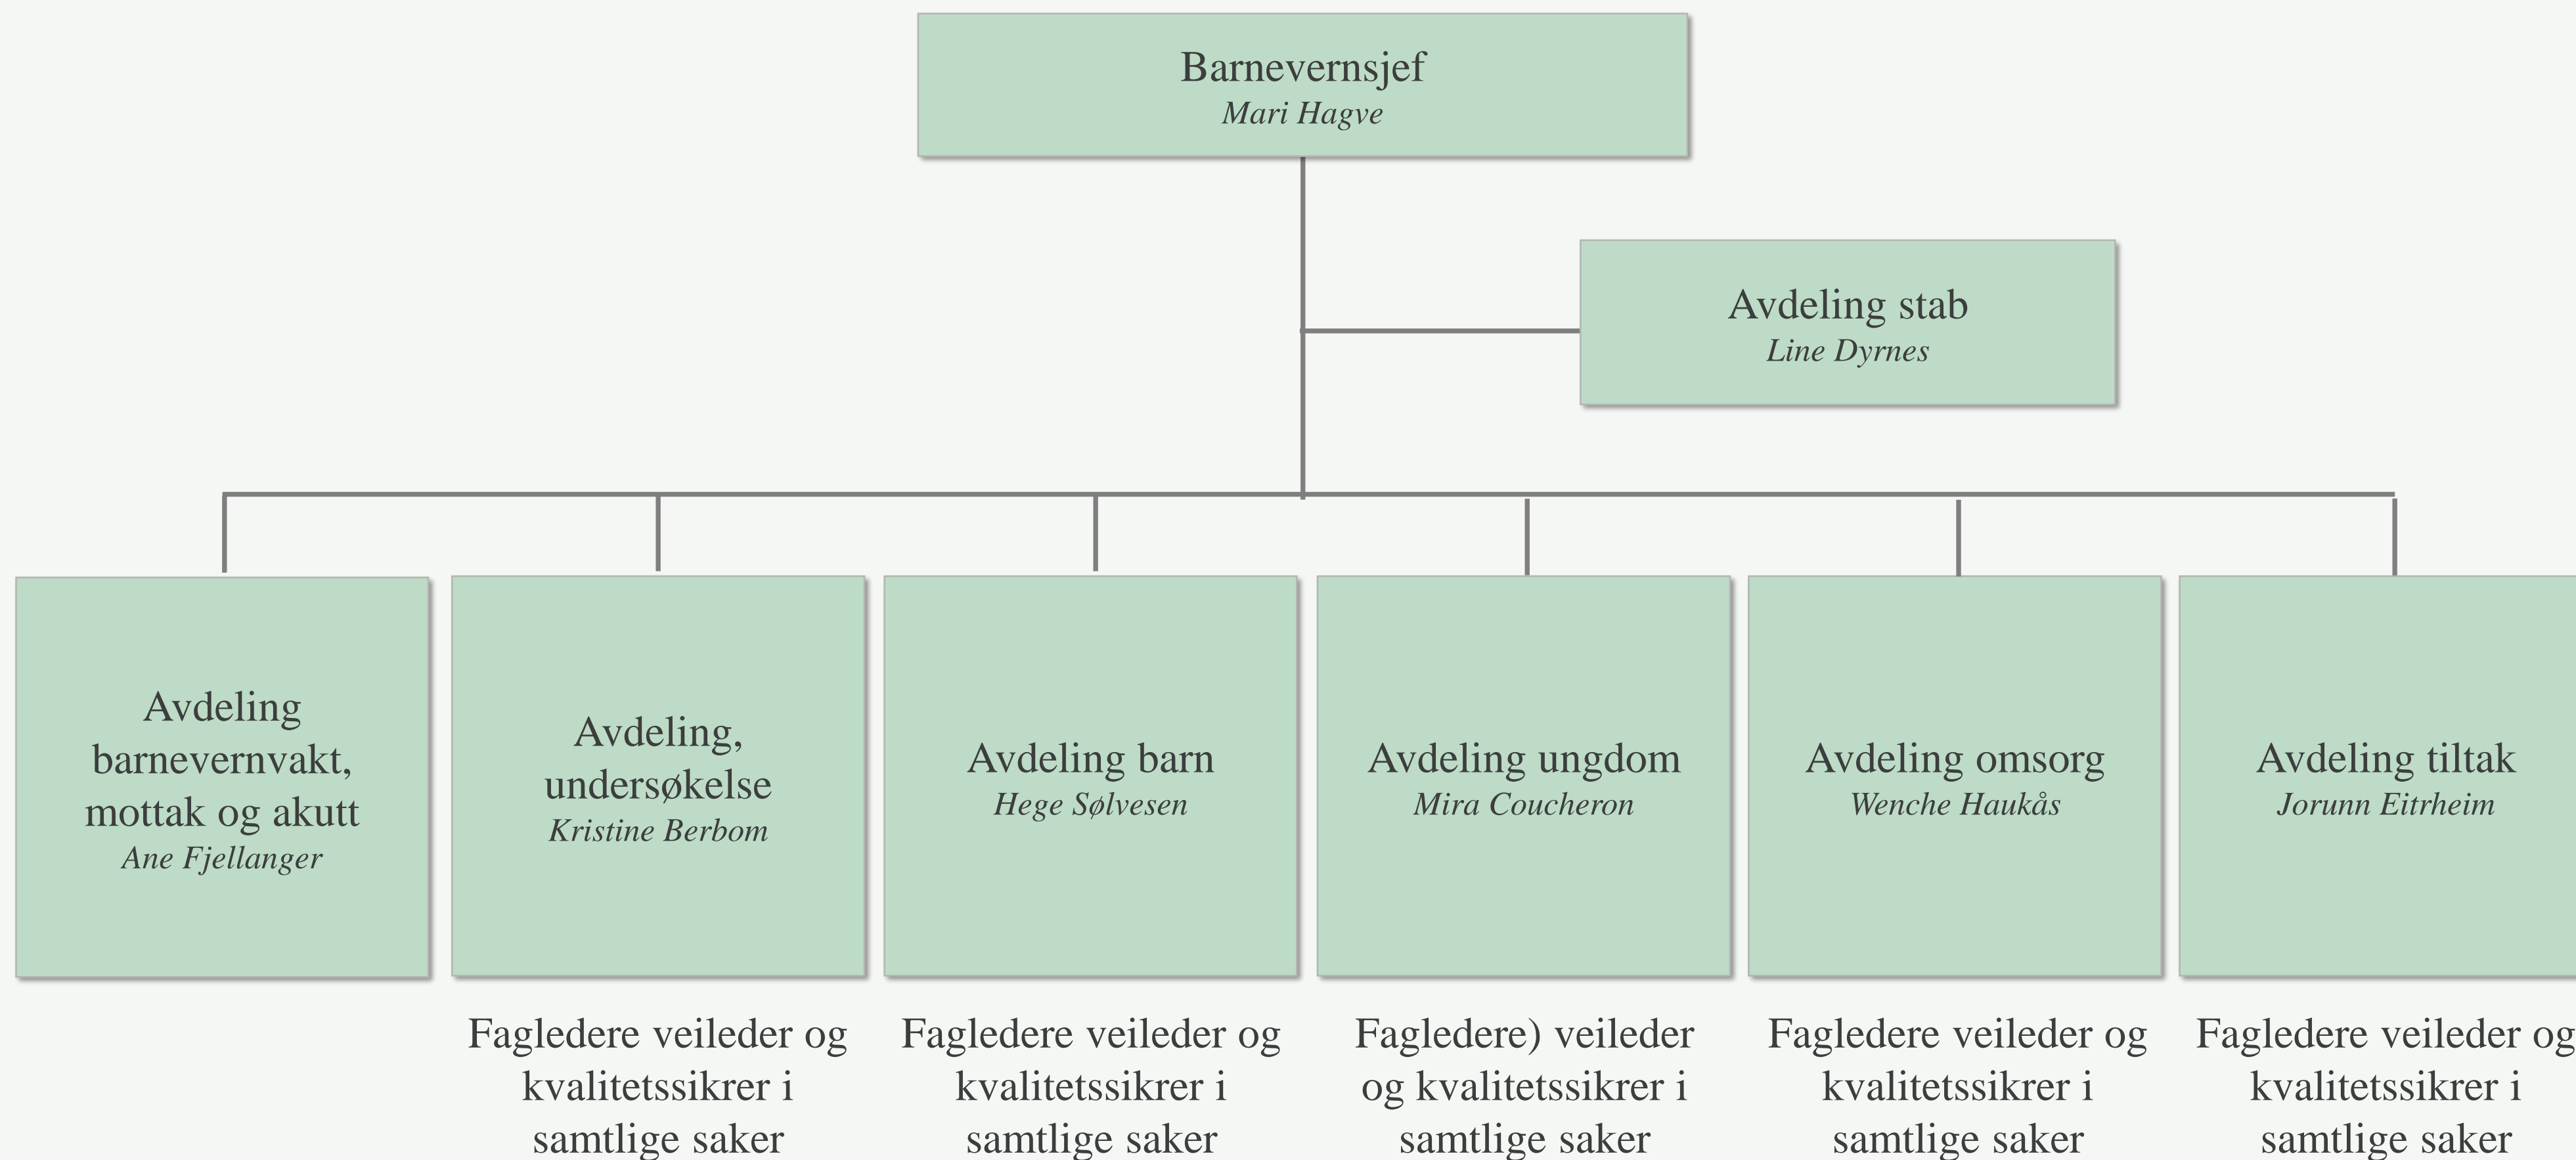 Barnevernsjef
Mari Hagve
Avdeling stab
Line Dyrnes
Avdeling
barnevernvakt,
mottak og akutt
Ane Fjellanger
Avdeling,
undersøkelse
Kristine Berbom
Avdeling barn
Hege Sølvesen
Avdeling ungdom
Mira Coucheron
Avdeling omsorg
Wenche Haukås
Avdeling tiltak
Jorunn Eitrheim
Fagledere veileder og
kvalitetssikrer i
samtlige saker
Fagledere veileder og
kvalitetssikrer i
samtlige saker
Fagledere) veileder
og kvalitetssikrer i
samtlige saker
Fagledere veileder og
kvalitetssikrer i
samtlige saker
Fagledere veileder og
kvalitetssikrer i
samtlige saker